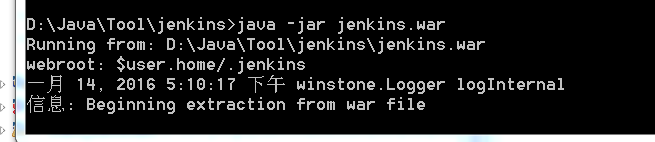 D:\Java\Tool\jenkins>java -jar jenkins.war
Running from: D:\Java\Tool\jenkins\jenkins.war
webroot: $user.home/.jenkins
一月 14, 2016 5:10:17 下午 winstone.Logger logInternal
信息: Beginning extraction from war file